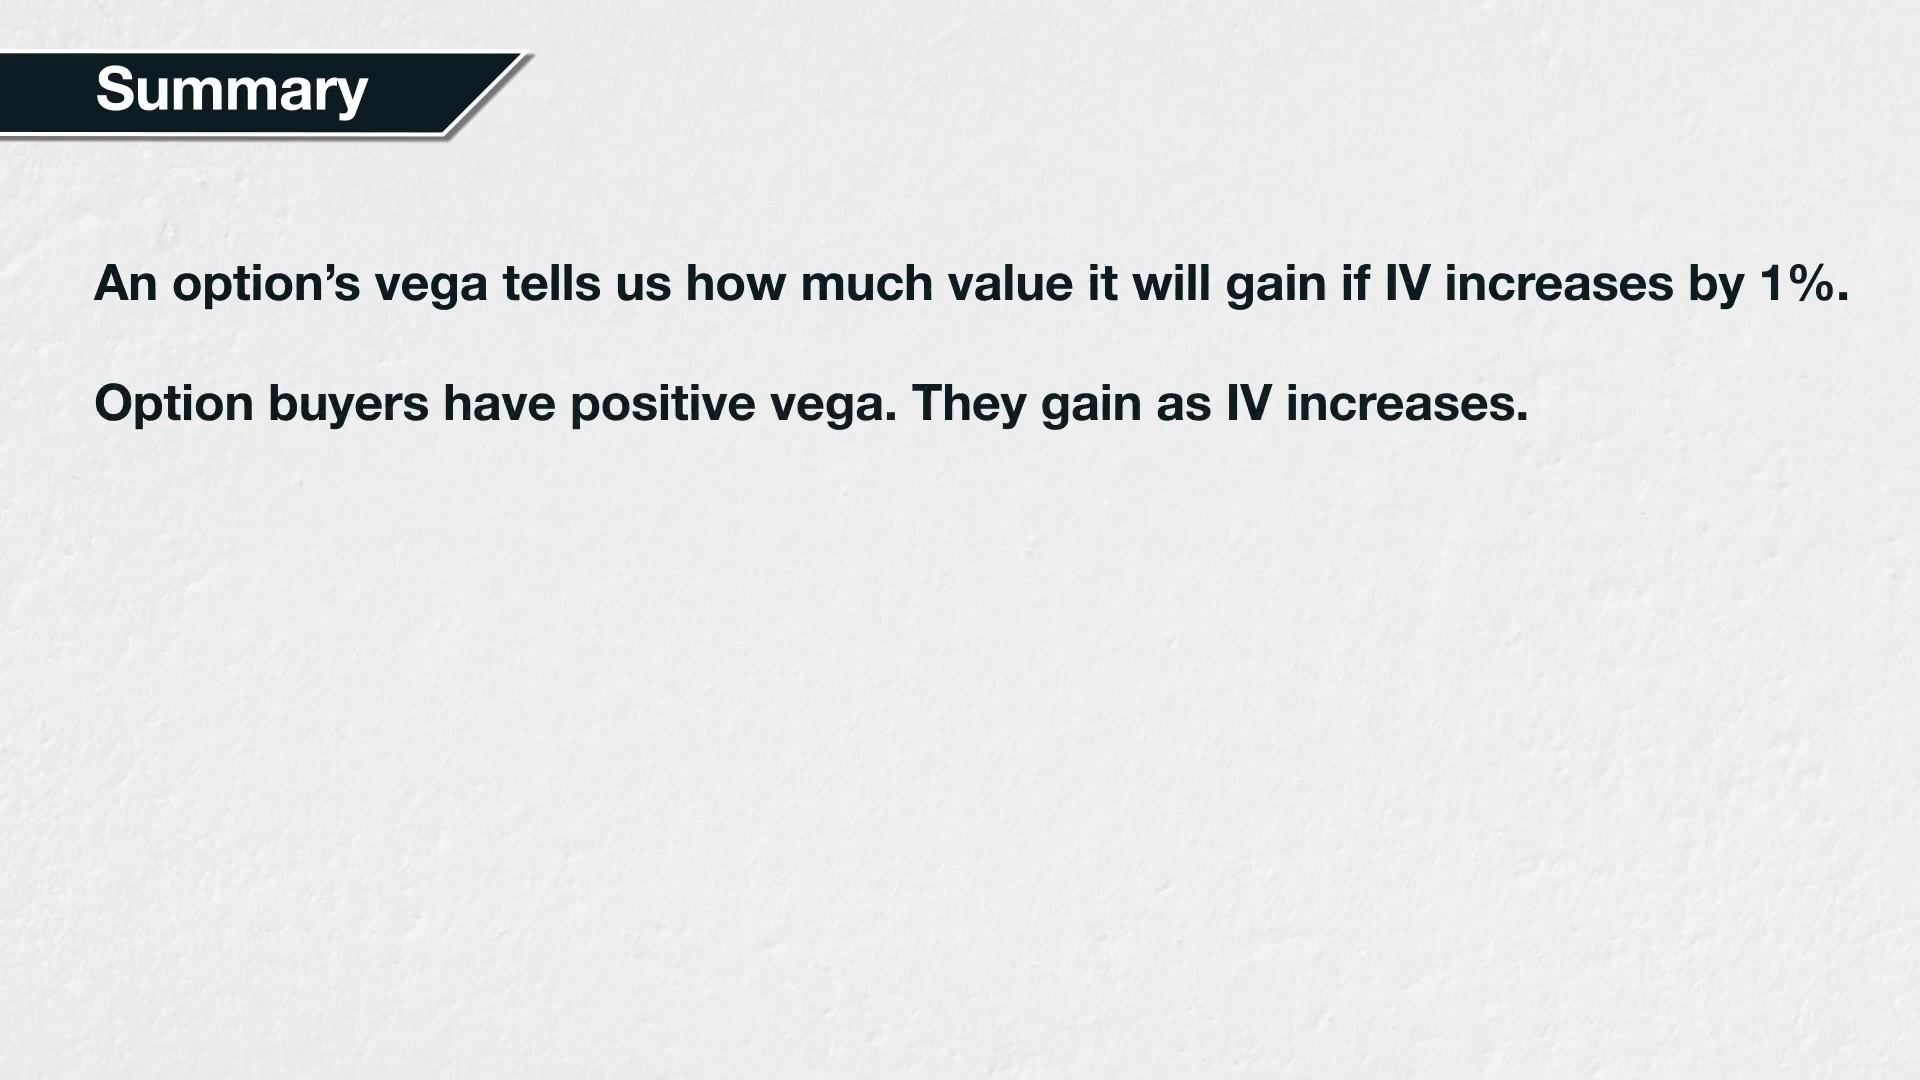 Summary
An option’s vega tells us how much value it will gain if IV increases by 1%.
Option buyers have positive vega. They gain as IV increases.